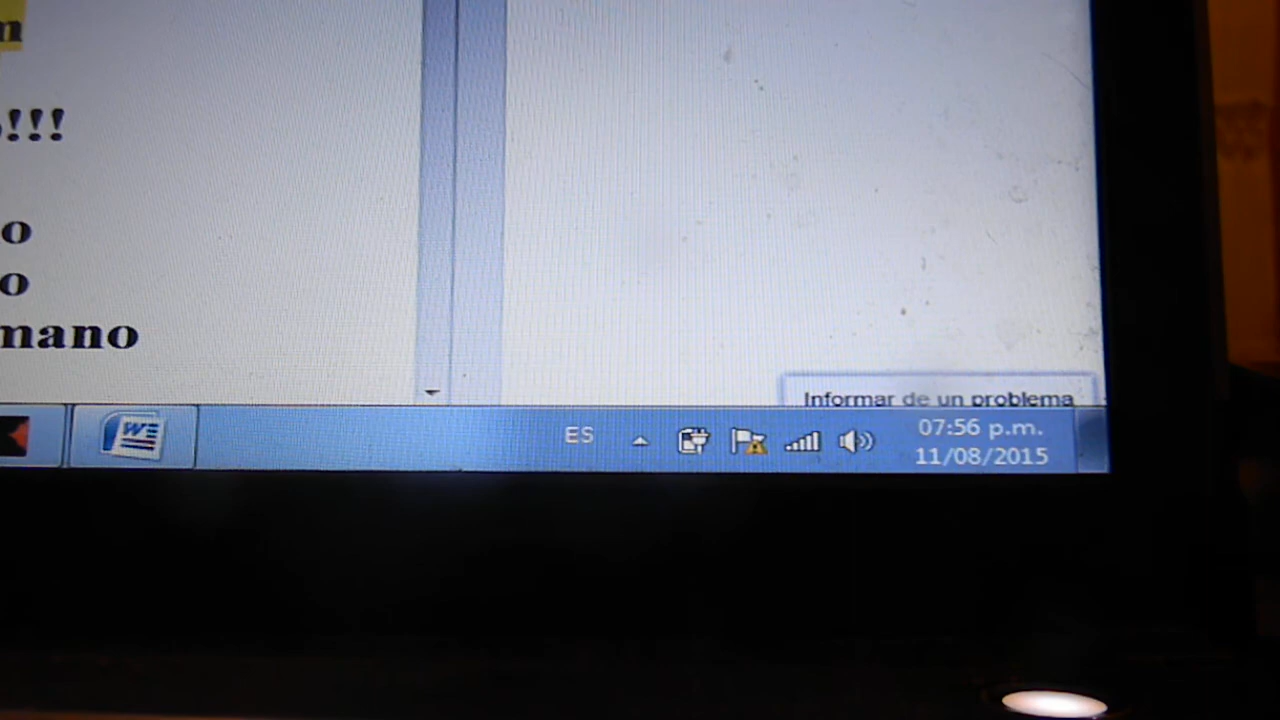 m
!!!
o
o
mano
Informar de un problema
W
ES
07:56 p.m.
11/08/2015